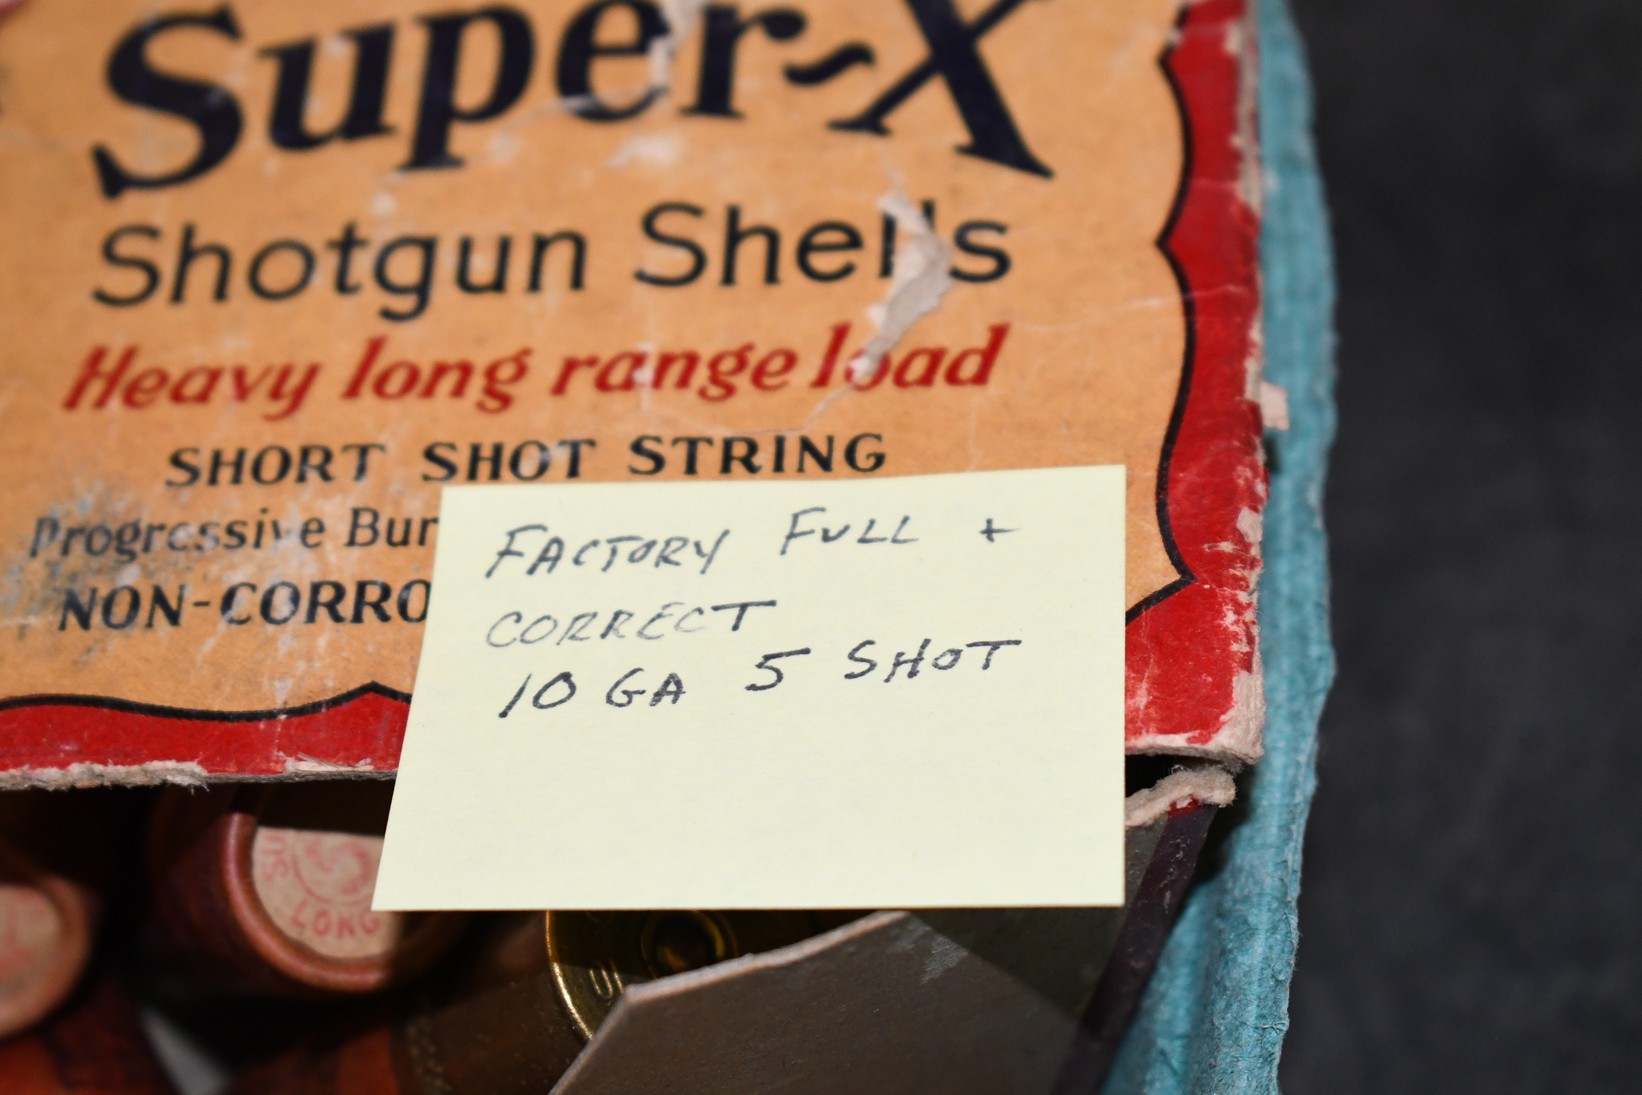 Super-X
Shotgun Shells
Heavy long range load
SHORT SHOT STRING
Progressive Bur
NON-CORRO
FACTORY FULL +
CORRECT
10 GA 5 SHOT
LONG